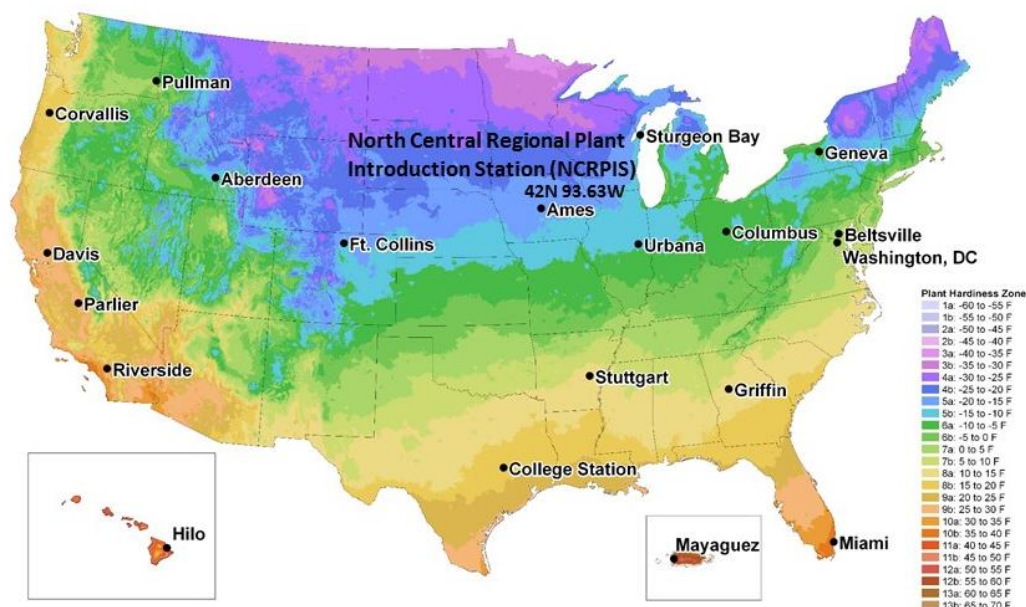 Pullman
Corvallis
North Central Regional Plant
Introduction Station (NCRPIS)
42N 93.63W
Sturgeon Bay
Geneva
Aberdeen
Ames
Ft. Collins
Urbana
Columbus
Beltsville
Washington, DC
Davis
Parlier
Riverside
Stuttgart
Griffin
College Station
Hilo
Mayaguez
Miami
Plant Hardiness Zone
1a: -60 to -55 F
1b: -55 to -50 F
2a: -50 to -45 F
2b: -45 to -40 F
3a: -40 to -35 F
3b: -35 to -30 F
4a: -30 to -25 F
4b: -25 to -20 F
5a: -20 to -15 F
5b: -15 to -10 F
6a: -10 to -5 F
6b: -5 to 0 F
7a: 0 to 5 F
7b: 5 to 10 F
8a: 10 to 15 F
8b: 15 to 20 F
9a: 20 to 25 F
9b: 25 to 30 F
10a: 30 to 35 F
10b: 35 to 40 F
11a: 40 to 45 F
11b: 45 to 50 F
12a: 50 to 55 F
12b: 55 to 60 F
13a: 60 to 65 F
13b: 65 to 70 F